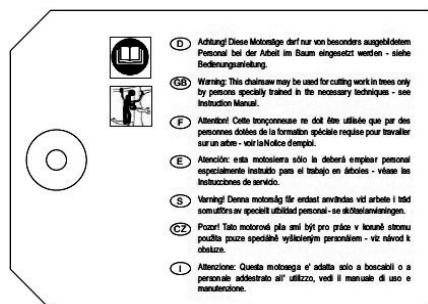 D Achtung! Diese Motorsäge darf nur von besonders ausgebildetem
Personal bei der Arbeit im Baum eingesetzt werden - siehe
Bedienungsanleitung.
GB Warning: This chainsaw may be used for cutting work in trees only
by persons specially trained in the necessary techniques - see
Instruction Manual.
F Attention! Cette tronçonneuse ne doit être utilisée que par des
personnes dotées de la formation spéciale requise pour travailler
sur un arbre - voir la Notice d'emploi.
E Atención: esta motosierra sólo la deberá emplear personal
especialmente instruido para el trabajo en árboles - véase las
Instrucciones de servicio.
S Varning! Denna motorsåg får endast användas vid arbete i träd
som utförs av speciellt utbildad personal - se skötselanvisningen.
CZ Pozor! Tato motorová pila smí být pro práce v koruně stromu
použita pouze speciálně vyškoleným personálem - viz návod k
obsluze.
I Attenzione: Questa motosega e' adatta solo a boscaioli o a
personale addestrato all' utilizzo, vedi il manuale di uso e
manutenzione.